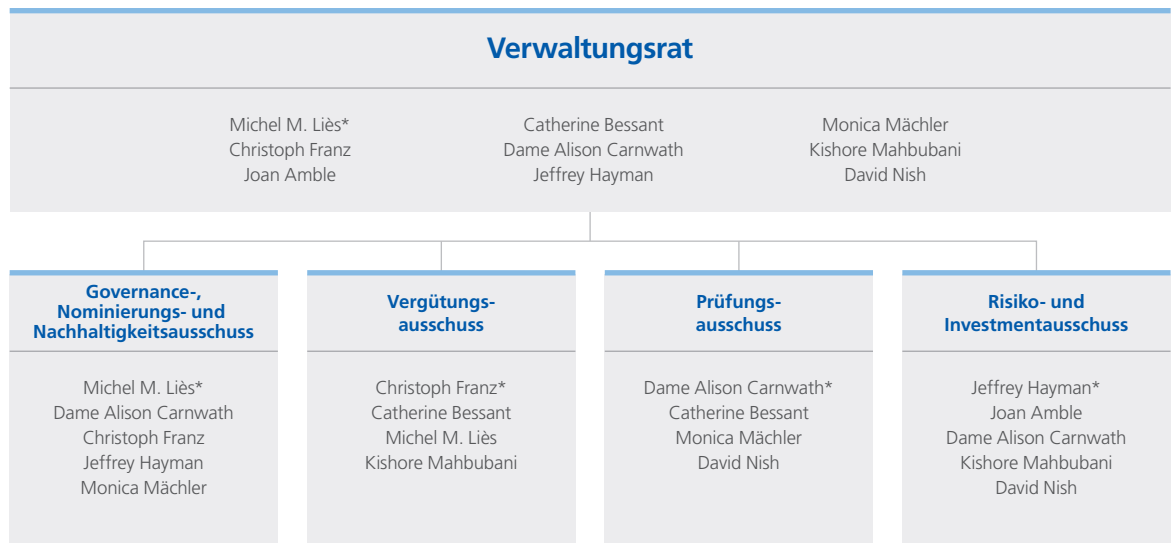 Verwaltungsrat
Michel M. Liès*
Christoph Franz
Joan Amble
Catherine Bessant
Dame Alison Carnwath
Jeffrey Hayman
Monica Mächler
Kishore Mahbubani
David Nish
Governance-,
Nominierungs- und
Nachhaltigkeitsausschuss
Michel M. Liès*
Dame Alison Carnwath
Christoph Franz
Jeffrey Hayman
Monica Mächler
Vergütungs-
ausschuss
Christoph Franz*
Catherine Bessant
Michel M. Liès
Kishore Mahbubani
Prüfungs-
ausschuss
Dame Alison Carnwath*
Catherine Bessant
Monica Mächler
David Nish
Risiko- und
Investmentausschuss
Jeffrey Hayman*
Joan Amble
Dame Alison Carnwath
Kishore Mahbubani
David Nish